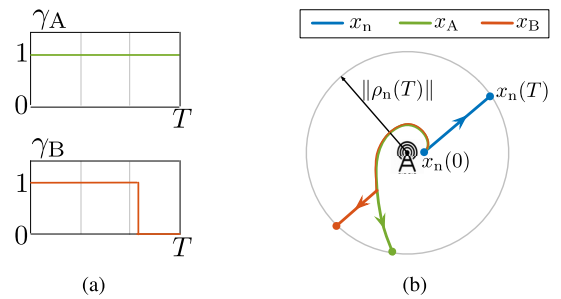 γA
1
0
T
γB
1
0
T
(a)
xn xA xB
‖ρn(T)‖
xn(T)
xn(0)
(b)